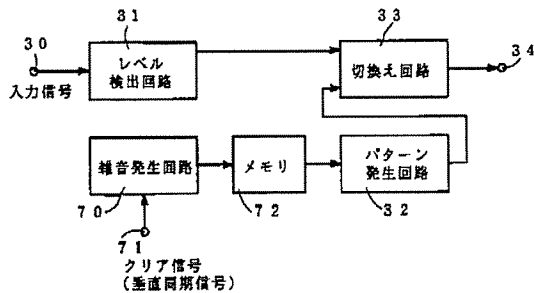 30
入力信号
31
レベル
検出回路
33
切換え回路
34
雑音発生回路
70
メモリ
72
パターン
発生回路
32
71
クリア信号
(垂直同期信号)